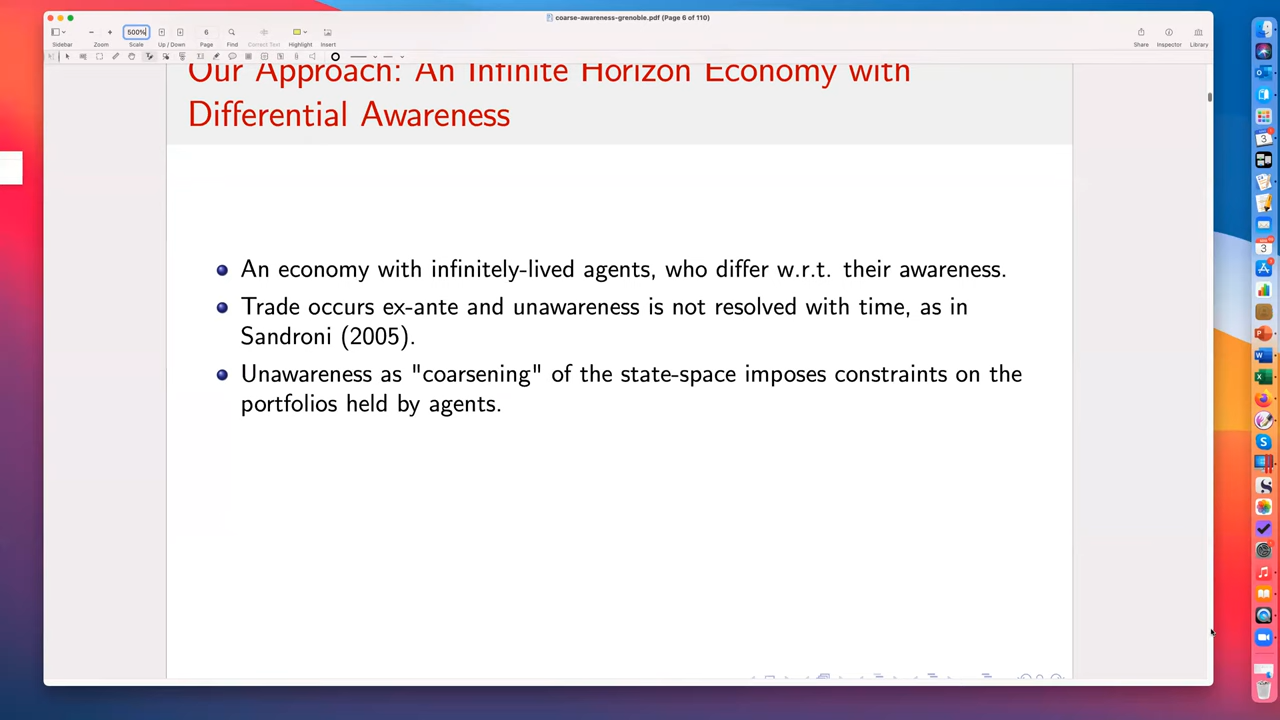 coarse-awareness-grenoble.pdf (Page 6 of 110)
500%
6
Sidebar
Zoom
Scale
Up / Down
Page
Find
Correct Text
Highlight
Insert
Share
Inspector
Library
Our Approach: An Infinite Horizon Economy with
Differential Awareness
An economy with infinitely-lived agents, who differ w.r.t. their awareness.
Trade occurs ex-ante and unawareness is not resolved with time, as in
Sandroni (2005).
Unawareness as "coarsening" of the state-space imposes constraints on the
portfolios held by agents.